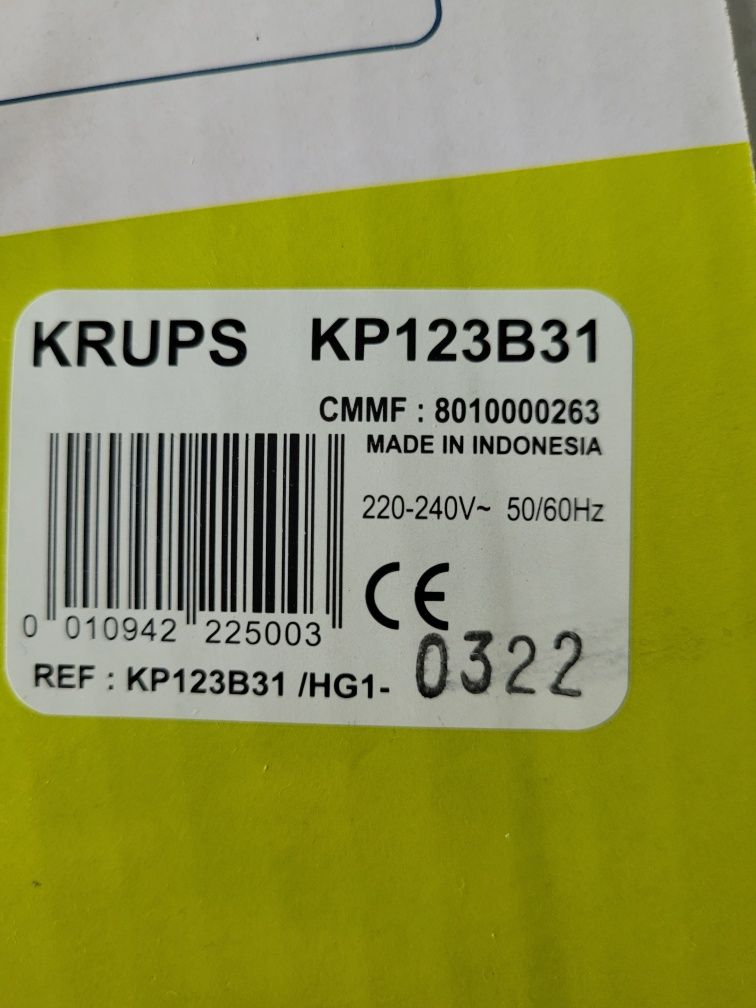 KRUPS KP123B31
CMMF : 8010000263
MADE IN INDONESIA
220-240V~ 50/60Hz
CE
0 010942 225003
REF : KP123B31 /HG1- 0322